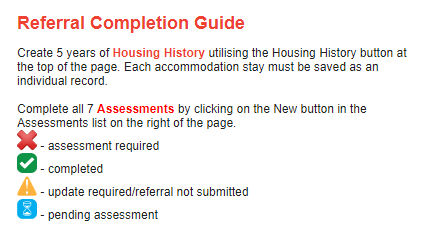 Referral Completion Guide
Create 5 years of Housing History utilising the Housing History button at
the top of the page. Each accommodation stay must be saved as an
individual record.
Complete all 7 Assessments by clicking on the New button in the
Assessments list on the right of the page.
- assessment required
- completed
- update required/referral not submitted
- pending assessment